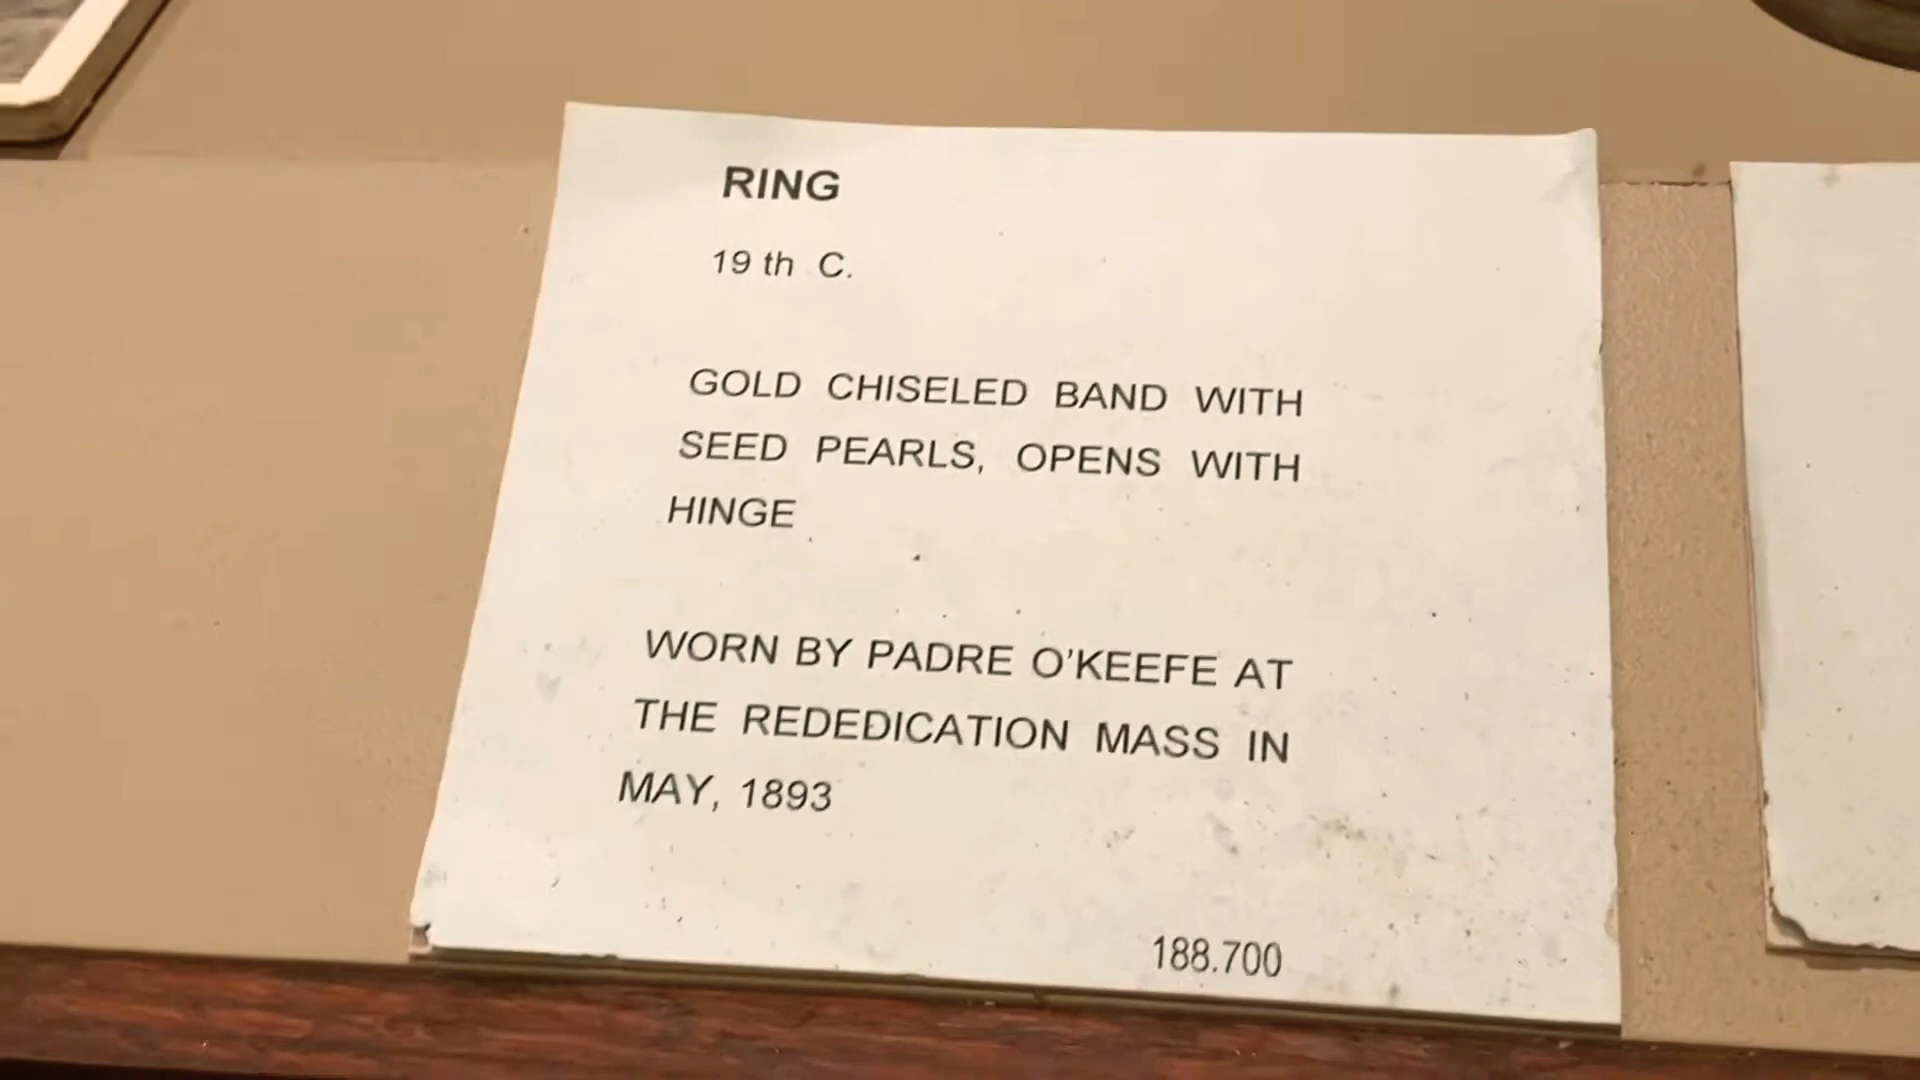 RING
19 th C.
GOLD CHISELED BAND WITH
SEED PEARLS, OPENS WITH
HINGE
WORN BY PADRE O'KEEFE AT
THE REDEDICATION MASS IN
MAY, 1893
188.700